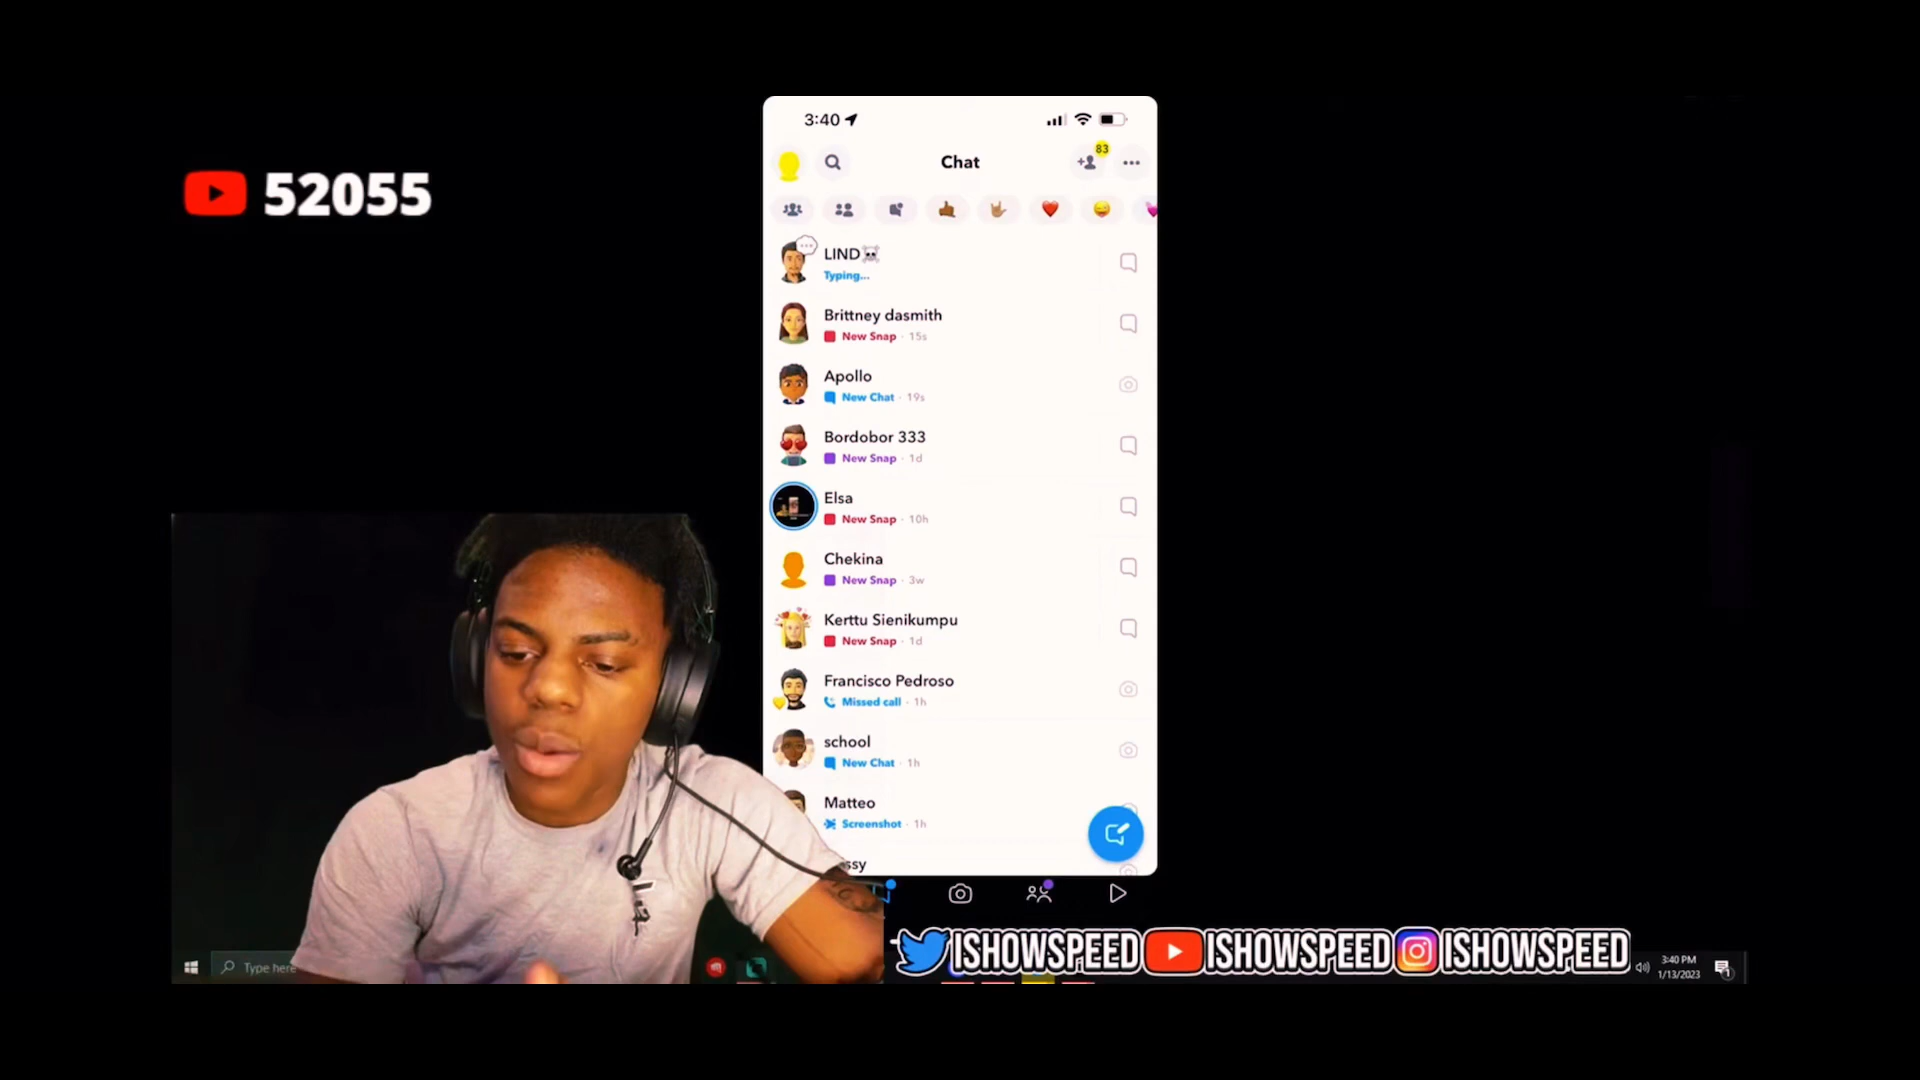 52055
3:40
83
Chat
LIND☠️
Typing...
Brittney dasmith
New Snap · 15s
Apollo
New Chat · 19s
Bordobor 333
New Snap · 1d
Elsa
New Snap · 10h
Chekina
New Snap · 3w
Kerttu Sienikumpu
New Snap · 1d
Francisco Pedroso
Missed call · 1h
school
New Chat · 1h
Matteo
Screenshot · 1h
ssy
ISHOWSPEED ISHOWSPEED ISHOWSPEED
Type here
3:40 PM
1/13/2023
1